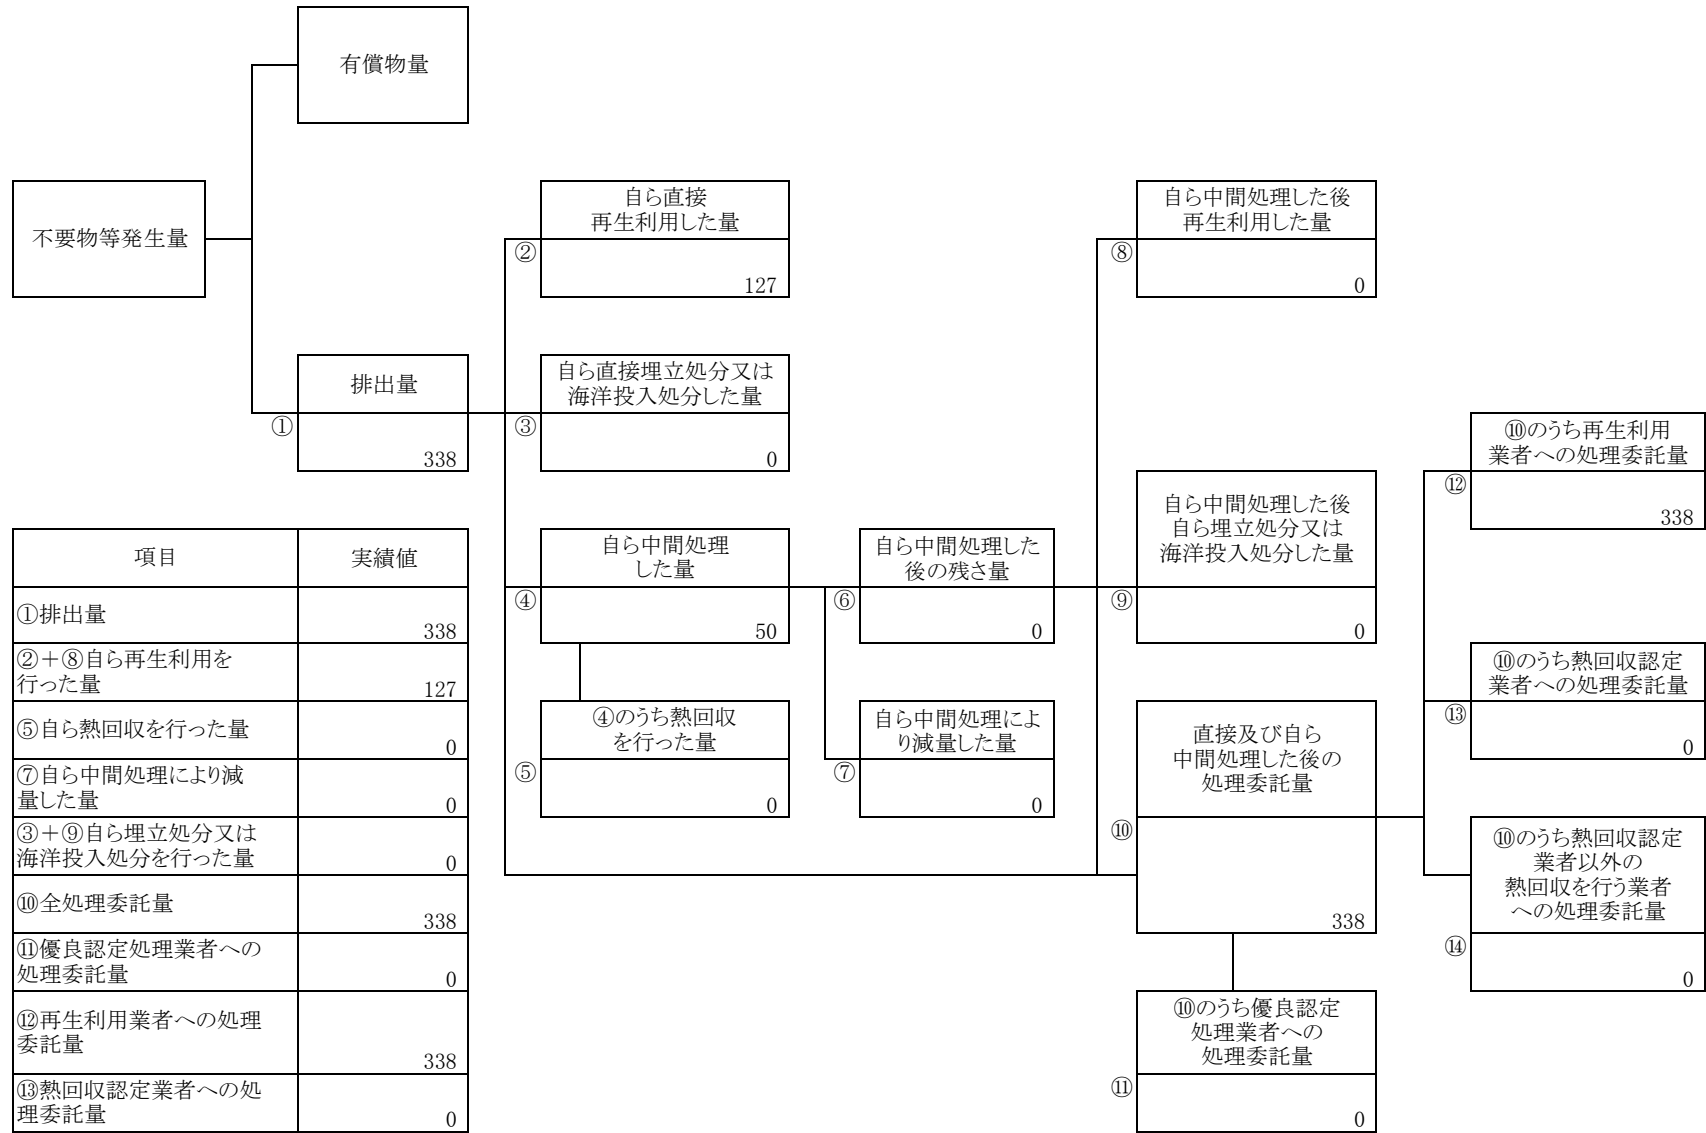 有償物量
不要物等発生量
自ら直接
再生利用した量
②
127
自ら中間処理した後
再生利用した量
⑧
0
排出量
①
338
自ら直接埋立処分又は
海洋投入処分した量
③
0
⑩のうち再生利用
業者への処理委託量
⑫
338
自ら中間処理
した量
④
50
自ら中間処理した
後の残さ量
⑥
0
自ら中間処理した後
自ら埋立処分又は
海洋投入処分した量
⑨
0
⑩のうち熱回収認定
業者への処理委託量
⑬
0
④のうち熱回収
を行った量
⑤
0
自ら中間処理によ
り減量した量
⑦
0
直接及び自ら
中間処理した後の
処理委託量
⑩
338
⑩のうち熱回収認定
業者以外の
熱回収を行う業者
への処理委託量
⑭
0
⑩のうち優良認定
処理業者への
処理委託量
⑪
0
項目 実績値
①排出量
338
②+⑧自ら再生利用を
行った量 127
⑤自ら熱回収を行った量
0
⑦自ら中間処理により減
量した量 0
③+⑨自ら埋立処分又は
海洋投入処分を行った量 0
⑩全処理委託量
338
⑪優良認定処理業者への
処理委託量 0
⑫再生利用業者への処理
委託量
338
⑬熱回収認定業者への処
理委託量 0